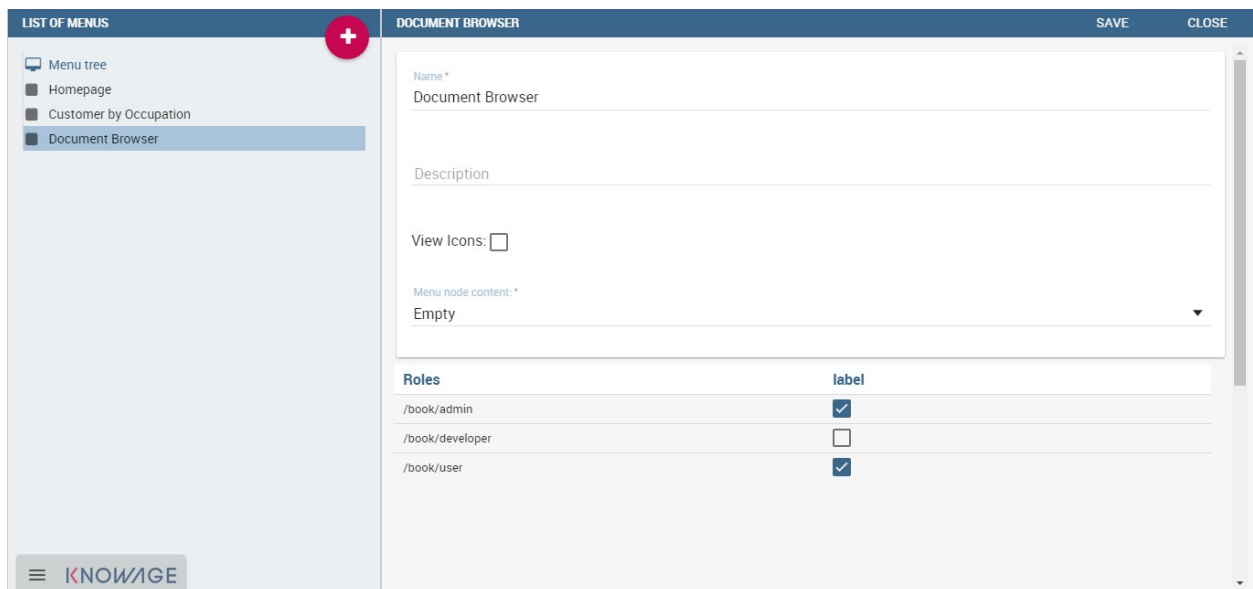 LIST OF MENUS
+
Menu tree
Homepage
Customer by Occupation
Document Browser
KNOWAGE
DOCUMENT BROWSER SAVE CLOSE
Name *
Document Browser
Description
View Icons:
Menu node content: *
Empty
Roles label
/book/admin
/book/developer
/book/user